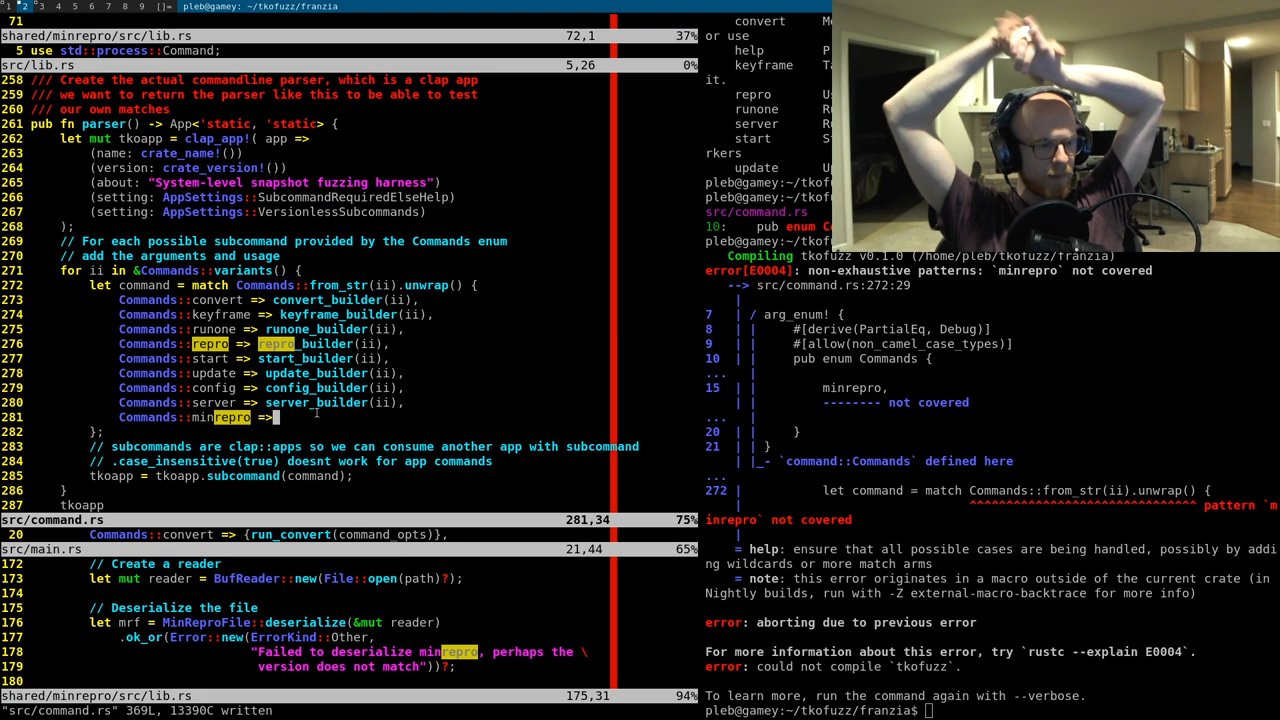 1 2 3 4 5 6 7 8 9 []= pleb@gamey: ~/tkofuzz/franzia
71
shared/minrepro/src/lib.rs 72,1 37%
5 use std::process::Command;
src/lib.rs 5,26 0%
258 /// Create the actual commandline parser, which is a clap app
259 /// we want to return the parser like this to be able to test
260 /// our own matches
261 pub fn parser() -> App<'static, 'static> {
262     let mut tkoapp = clap_app!( app =>
263         (name: crate_name!())
264         (version: crate_version!())
265         (about: "System-level snapshot fuzzing harness")
266         (setting: AppSettings::SubcommandRequiredElseHelp)
267         (setting: AppSettings::VersionlessSubcommands)
268     );
269     // For each possible subcommand provided by the Commands enum
270     // add the arguments and usage
271     for ii in &Commands::variants() {
272         let command = match Commands::from_str(ii).unwrap() {
273             Commands::convert => convert_builder(ii),
274             Commands::keyframe => keyframe_builder(ii),
275             Commands::runone => runone_builder(ii),
276             Commands::repro => repro_builder(ii),
277             Commands::start => start_builder(ii),
278             Commands::update => update_builder(ii),
279             Commands::config => config_builder(ii),
280             Commands::server => server_builder(ii),
281             Commands::minrepro =>
282         };
283         // subcommands are clap::apps so we can consume another app with subcommand
284         // .case_insensitive(true) doesnt work for app commands
285         tkoapp = tkoapp.subcommand(command);
286     }
287     tkoapp
src/command.rs 281,34 75%
20         Commands::convert => {run_convert(command_opts)},
src/main.rs 21,44 65%
172         // Create a reader
173         let mut reader = BufReader::new(File::open(path)?);
174
175         // Deserialize the file
176         let mrf = MinReproFile::deserialize(&mut reader)
177             .ok_or(Error::new(ErrorKind::Other,
178                               "Failed to deserialize minrepro, perhaps the \
179                                version does not match"))?;
180
shared/minrepro/src/lib.rs 175,31 94%
"src/command.rs" 369L, 13390C written
convert
or use
help
keyframe
it.
repro
runone
server
start
rkers
update
pleb@gamey:~/tkofu
pleb@gamey:~/tkofu
src/command.rs
10:    pub enum
pleb@gamey:~/tkofu
Compiling tkofuzz v0.1.0 (/home/pleb/tkofuzz/franzia)
error[E0004]: non-exhaustive patterns: `minrepro` not covered
--> src/command.rs:272:29
|
7 | / arg_enum! {
8 | |     #[derive(PartialEq, Debug)]
9 | |     #[allow(non_camel_case_types)]
10 | |     pub enum Commands {
... |
15 | |         minrepro,
| |         -------- not covered
... |
20 | |     }
21 | | }
| |_- `command::Commands` defined here
...
272 |         let command = match Commands::from_str(ii).unwrap() {
^^^^^^^^^^^^^^^^^^^^^^^^^^^^^^ pattern `m
inrepro` not covered
|
= help: ensure that all possible cases are being handled, possibly by addi
ng wildcards or more match arms
= note: this error originates in a macro outside of the current crate (in
Nightly builds, run with -Z external-macro-backtrace for more info)
error: aborting due to previous error
For more information about this error, try `rustc --explain E0004`.
error: could not compile `tkofuzz`.
To learn more, run the command again with --verbose.
pleb@gamey:~/tkofuzz/franzia$